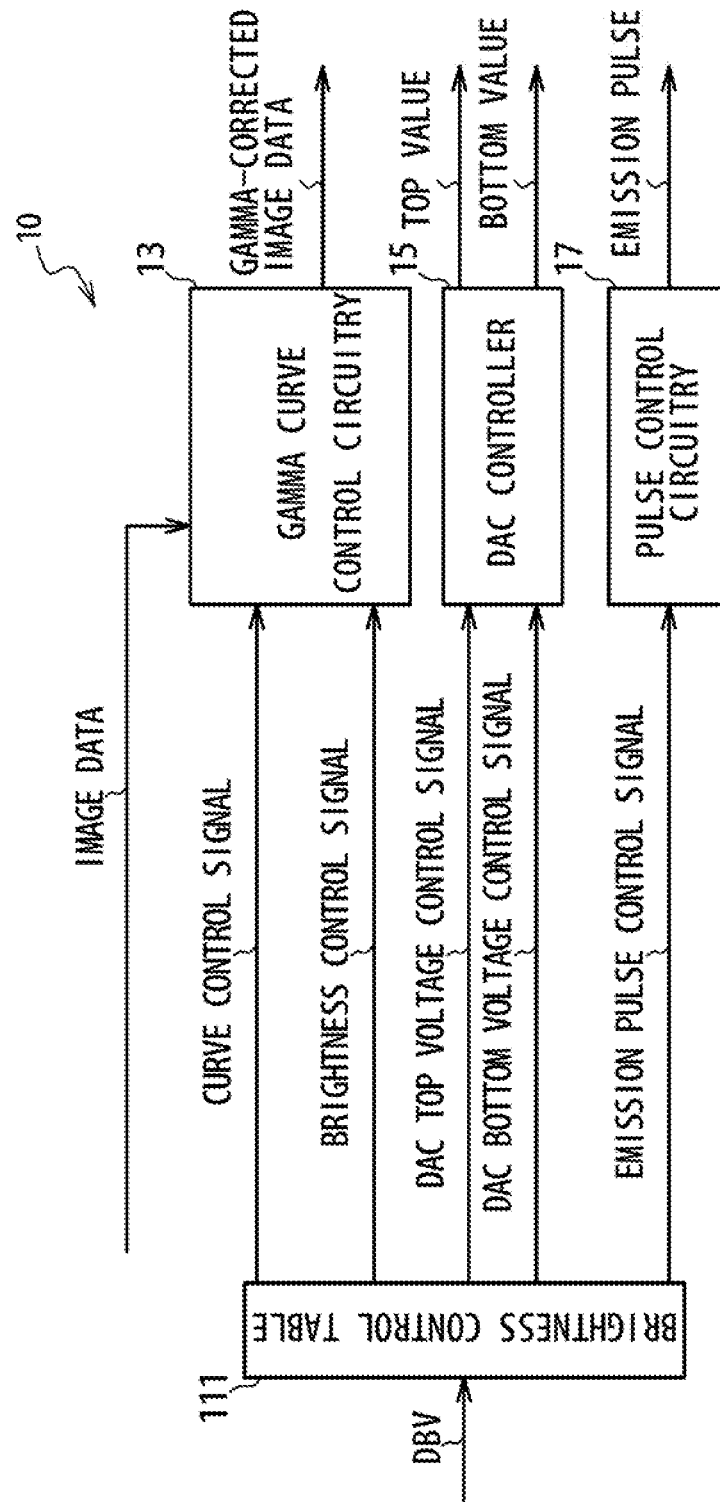 10
IMAGE DATA
111
DBV
BRIGHTNESS CONTROL TABLE
CURVE CONTROL SIGNAL
BRIGHTNESS CONTROL SIGNAL
DAC TOP VOLTAGE CONTROL SIGNAL
DAC BOTTOM VOLTAGE CONTROL SIGNAL
EMISSION PULSE CONTROL SIGNAL
13
GAMMA CURVE
CONTROL CIRCUITRY
GAMMA-CORRECTED
IMAGE DATA
15
DAC CONTROLLER
TOP VALUE
BOTTOM VALUE
17
PULSE CONTROL
CIRCUITRY
EMISSION PULSE